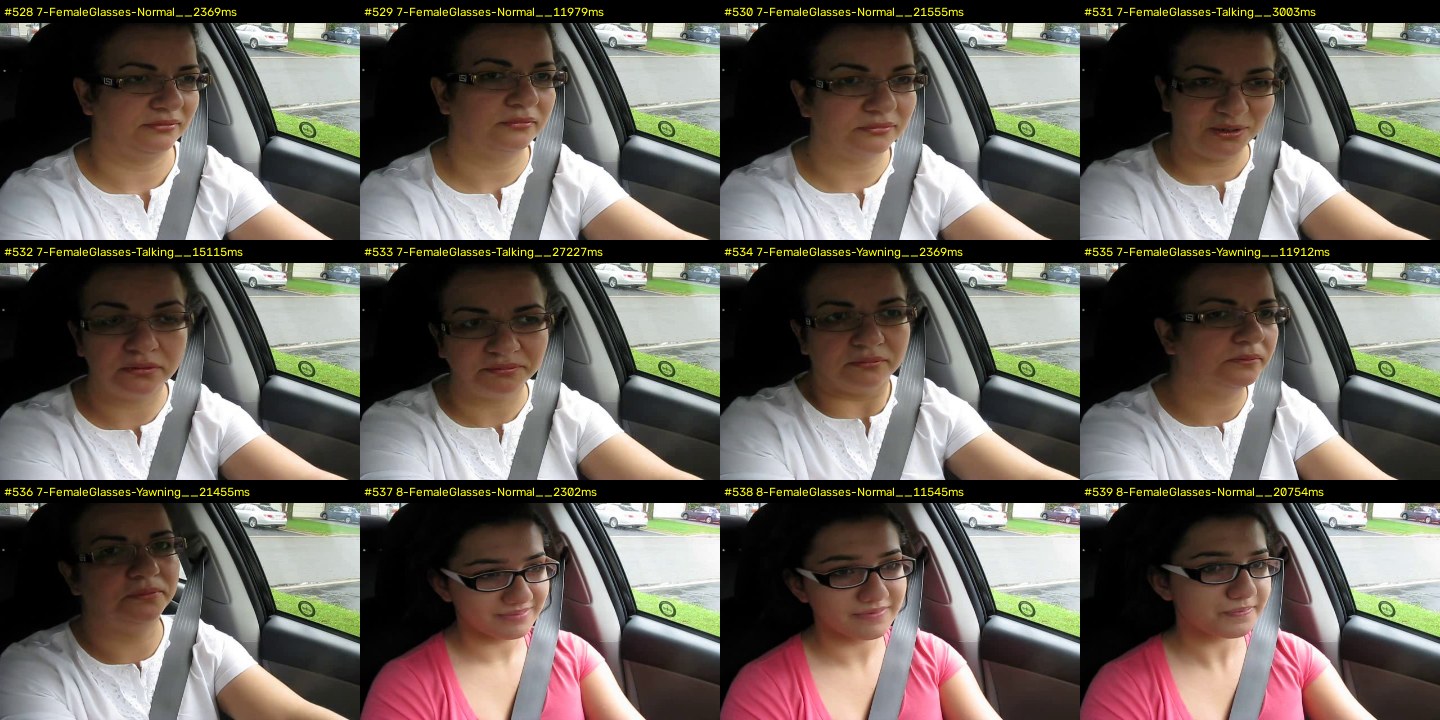 #528 7-FemaleGlasses-Normal__2369ms
#529 7-FemaleGlasses-Normal__11979ms
#530 7-FemaleGlasses-Normal__21555ms
#531 7-FemaleGlasses-Talking__3003ms
#532 7-FemaleGlasses-Talking__15115ms
#533 7-FemaleGlasses-Talking__27227ms
#534 7-FemaleGlasses-Yawning__2369ms
#535 7-FemaleGlasses-Yawning__11912ms
#536 7-FemaleGlasses-Yawning__21455ms
#537 8-FemaleGlasses-Normal__2302ms
#538 8-FemaleGlasses-Normal__11545ms
#539 8-FemaleGlasses-Normal__20754ms